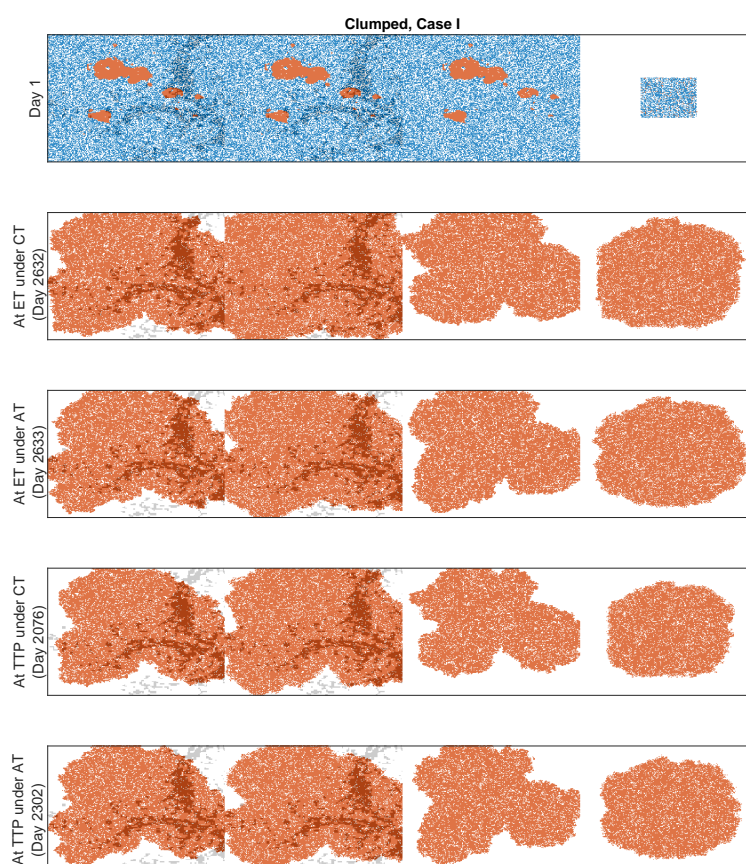 Clumped, Case I
Day 1
At ET under CT
(Day 2632)
At ET under AT
(Day 2633)
At TTP under CT
(Day 2076)
At TTP under AT
(Day 2302)